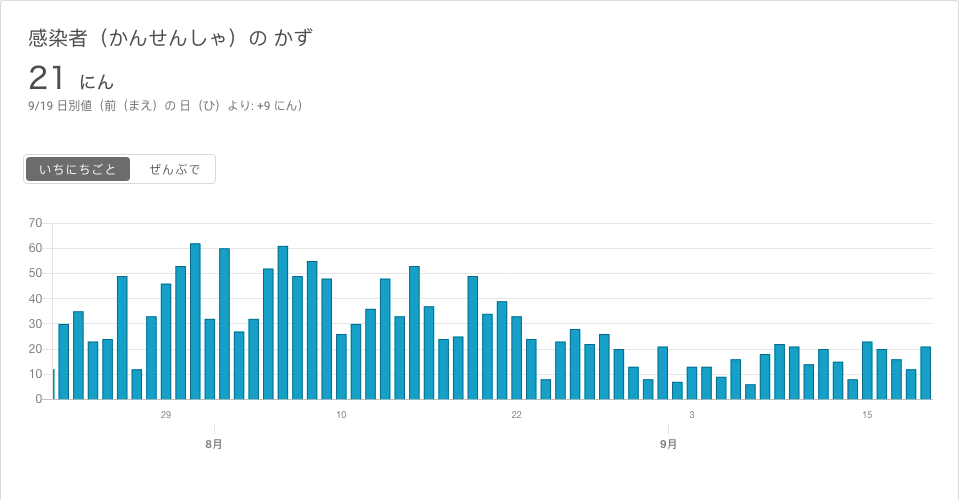 感染者（かんせんしゃ）の かず
21 にん
9/19 日別値（前（まえ）の 日（ひ）より: +9 にん）
いちにちごと ぜんぶで
70
60
50
40
30
20
10
0
29 10 22 3 15
8月 9月